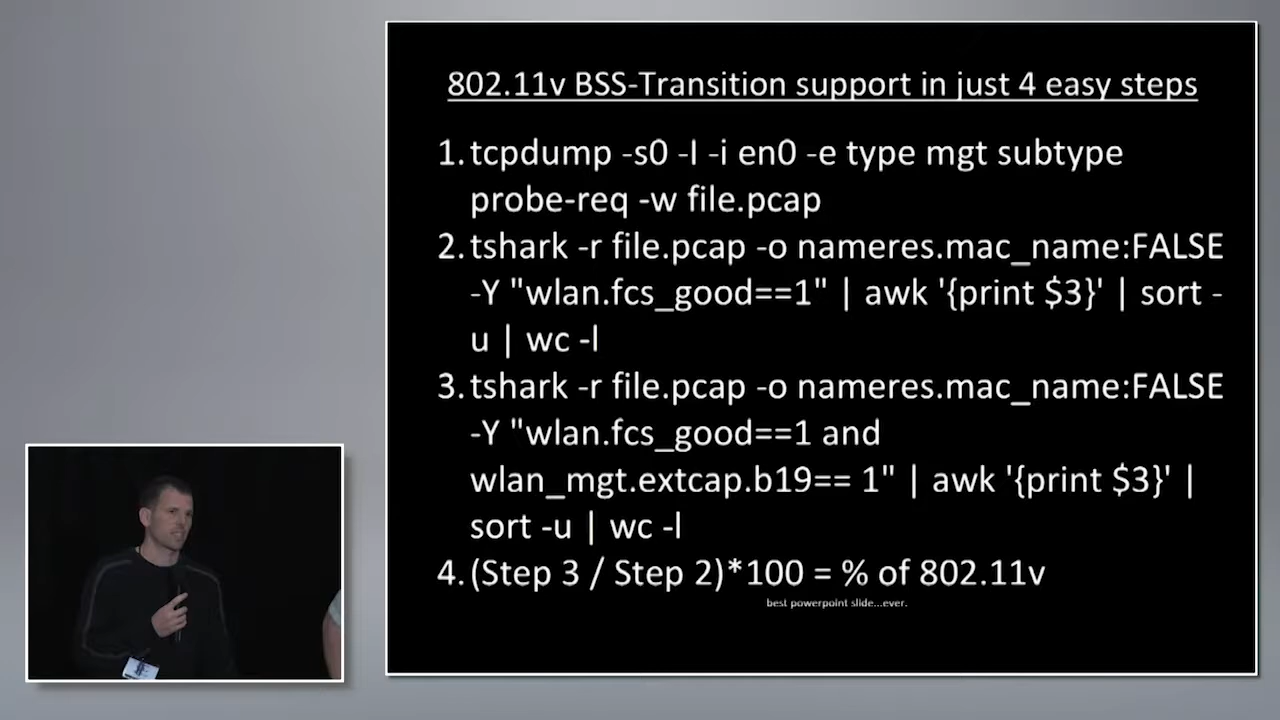 802.11v BSS-Transition support in just 4 easy steps
1. tcpdump -s0 -I -i en0 -e type mgt subtype
probe-req -w file.pcap
2. tshark -r file.pcap -o nameres.mac_name:FALSE
-Y "wlan.fcs_good==1" | awk '{print $3}' | sort -
u | wc -l
3. tshark -r file.pcap -o nameres.mac_name:FALSE
-Y "wlan.fcs_good==1 and
wlan_mgt.extcap.b19== 1" | awk '{print $3}' |
sort -u | wc -l
4. (Step 3 / Step 2)*100 = % of 802.11v
best powerpoint slide...ever.